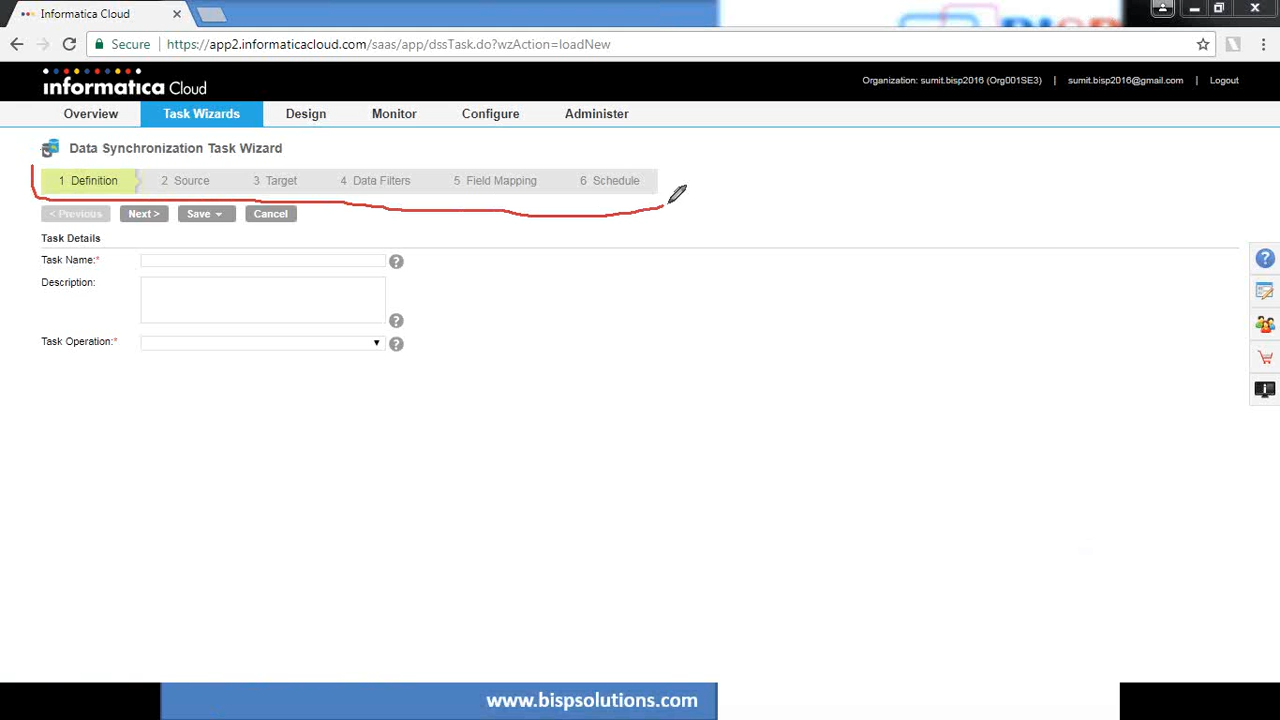 Informatica Cloud
Secure https://app2.informaticacloud.com/saas/app/dssTask.do?wzAction=loadNew
informatica Cloud
Organization: sumit.bisp2016 (Org001SE3) | sumit.bisp2016@gmail.com | Logout
Overview Task Wizards Design Monitor Configure Administer
Data Synchronization Task Wizard
1 Definition 2 Source 3 Target 4 Data Filters 5 Field Mapping 6 Schedule
< Previous Next > Save Cancel
Task Details
Task Name:*
Description:
Task Operation:*
www.bispsolutions.com